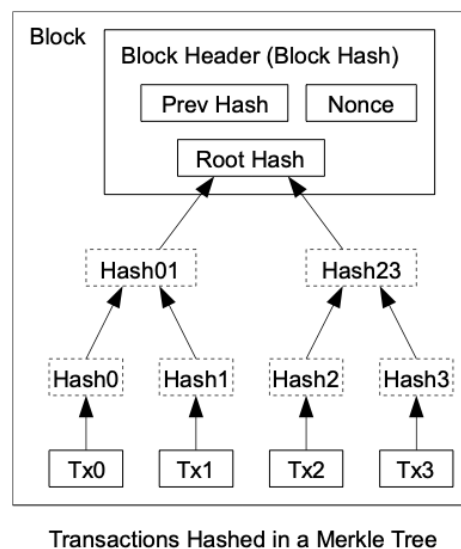 Block
Block Header (Block Hash)
Prev Hash Nonce
Root Hash
Hash01 Hash23
Hash0 Hash1 Hash2 Hash3
Tx0 Tx1 Tx2 Tx3
Transactions Hashed in a Merkle Tree